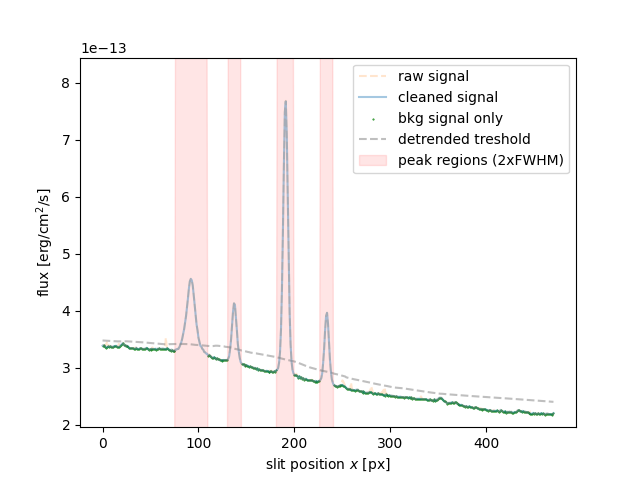 1e−13
8
7
6
5
4
3
2
0
100
200
300
400
flux [erg/cm²/s]
slit position x [px]
raw signal
cleaned signal
bkg signal only
detrended treshold
peak regions (2xFWHM)